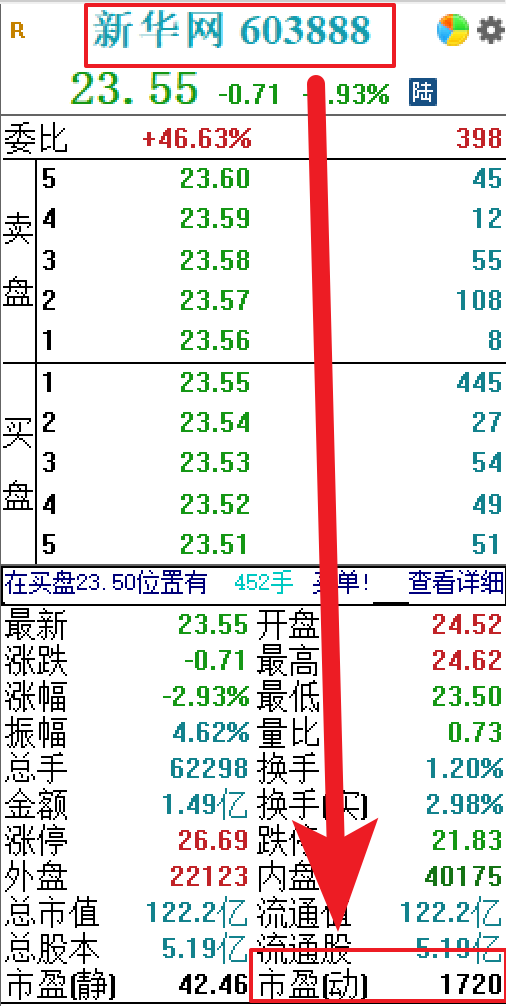 R 新华网 603888
23.55 -0.71 .93% 陆
委比 +46.63% 398
卖盘
5 23.60 45
4 23.59 12
3 23.58 55
2 23.57 108
1 23.56 8
买盘
1 23.55 445
2 23.54 27
3 23.53 54
4 23.52 49
5 23.51 51
在买盘23.50位置有 452手 买单! 查看详细
最新 23.55 开盘 24.52
涨跌 -0.71 最高 24.62
涨幅 -2.93% 最低 23.50
振幅 4.62% 量比 0.73
总手 62298 换手 1.20%
金额 1.49亿 换手(实) 2.98%
涨停 26.69 跌停 21.83
外盘 22123 内盘 40175
总市值 122.2亿 流通值 122.2亿
总股本 5.19亿 流通股 5.19亿
市盈(静) 42.46 市盈(动) 1720